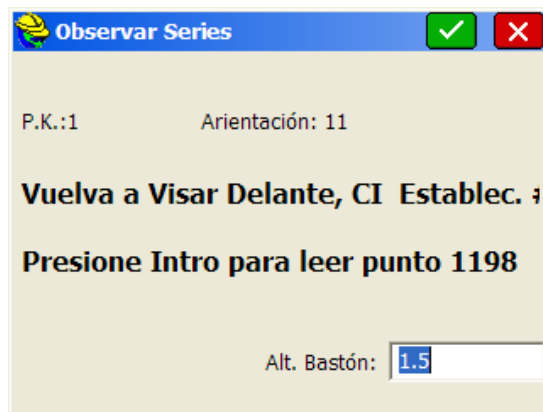 Observar Series
P.K.:1 Arientación: 11
Vuelva a Visar Delante, CI Establec. #
Presione Intro para leer punto 1198
Alt. Bastón: 1.5